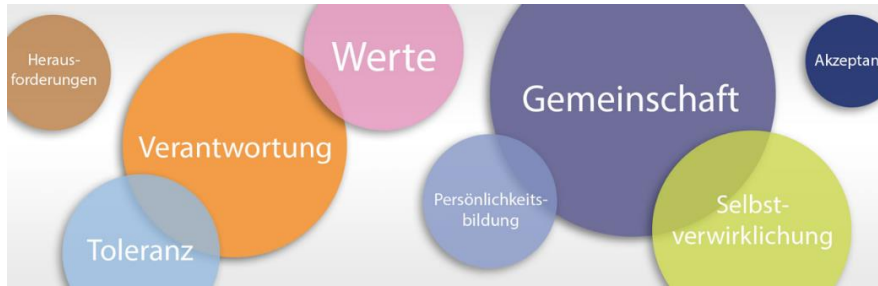 Heraus-
forderungen
Verantwortung
Toleranz
Werte
Persönlichkeits-
bildung
Gemeinschaft
Selbst-
verwirklichung
Akzeptan